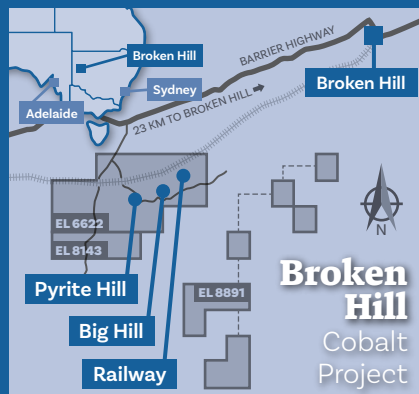 Broken Hill
Sydney
Adelaide
BARRIER HIGHWAY
23 KM TO BROKEN HILL
Broken Hill
EL 6622
EL 8143
EL 8891
Pyrite Hill
Big Hill
Railway
N
Broken
Hill
Cobalt
Project